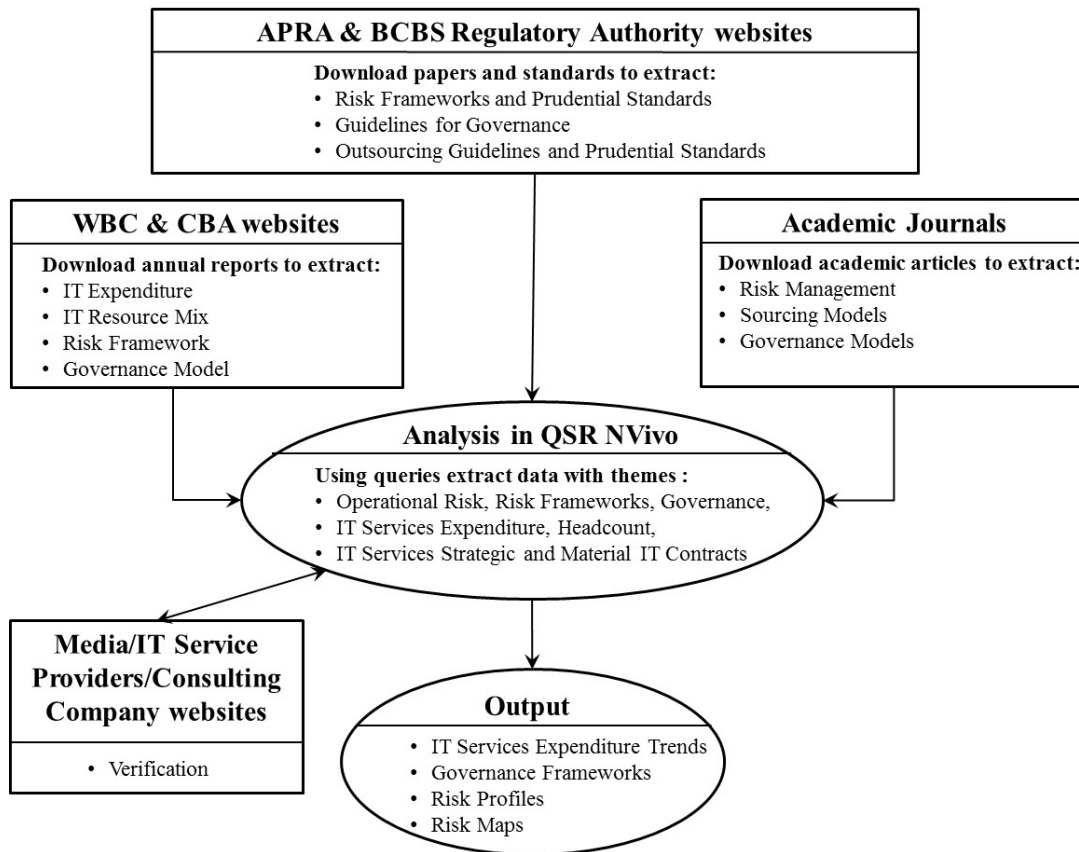 APRA & BCBS Regulatory Authority websites
Download papers and standards to extract:
• Risk Frameworks and Prudential Standards
• Guidelines for Governance
• Outsourcing Guidelines and Prudential Standards
WBC & CBA websites
Download annual reports to extract:
• IT Expenditure
• IT Resource Mix
• Risk Framework
• Governance Model
Academic Journals
Download academic articles to extract:
• Risk Management
• Sourcing Models
• Governance Models
Analysis in QSR NVivo
Using queries extract data with themes :
• Operational Risk, Risk Frameworks, Governance,
• IT Services Expenditure, Headcount,
• IT Services Strategic and Material IT Contracts
Media/IT Service
Providers/Consulting
Company websites
• Verification
Output
• IT Services Expenditure Trends
• Governance Frameworks
• Risk Profiles
• Risk Maps